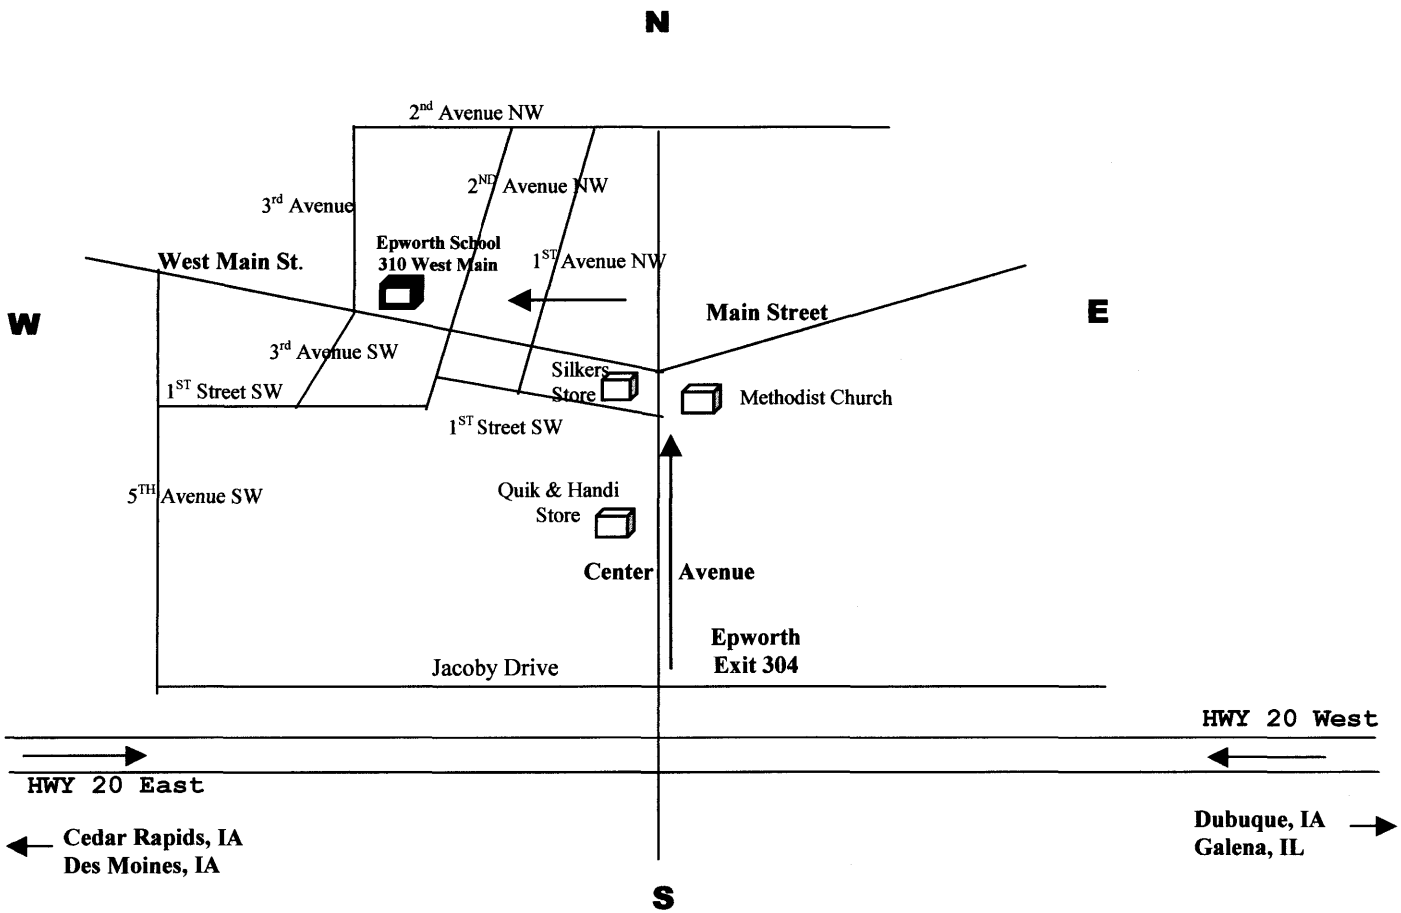 N
2nd Avenue NW
2ND Avenue NW
3rd Avenue
Epworth School
310 West Main
1ST Avenue NW
West Main St.
W
Main Street
E
3rd Avenue SW
Silkers
Store
1ST Street SW
Methodist Church
1ST Street SW
5TH Avenue SW
Quik & Handi
Store
Center Avenue
Epworth
Exit 304
Jacoby Drive
HWY 20 West
HWY 20 East
Cedar Rapids, IA
Des Moines, IA
Dubuque, IA
Galena, IL
S